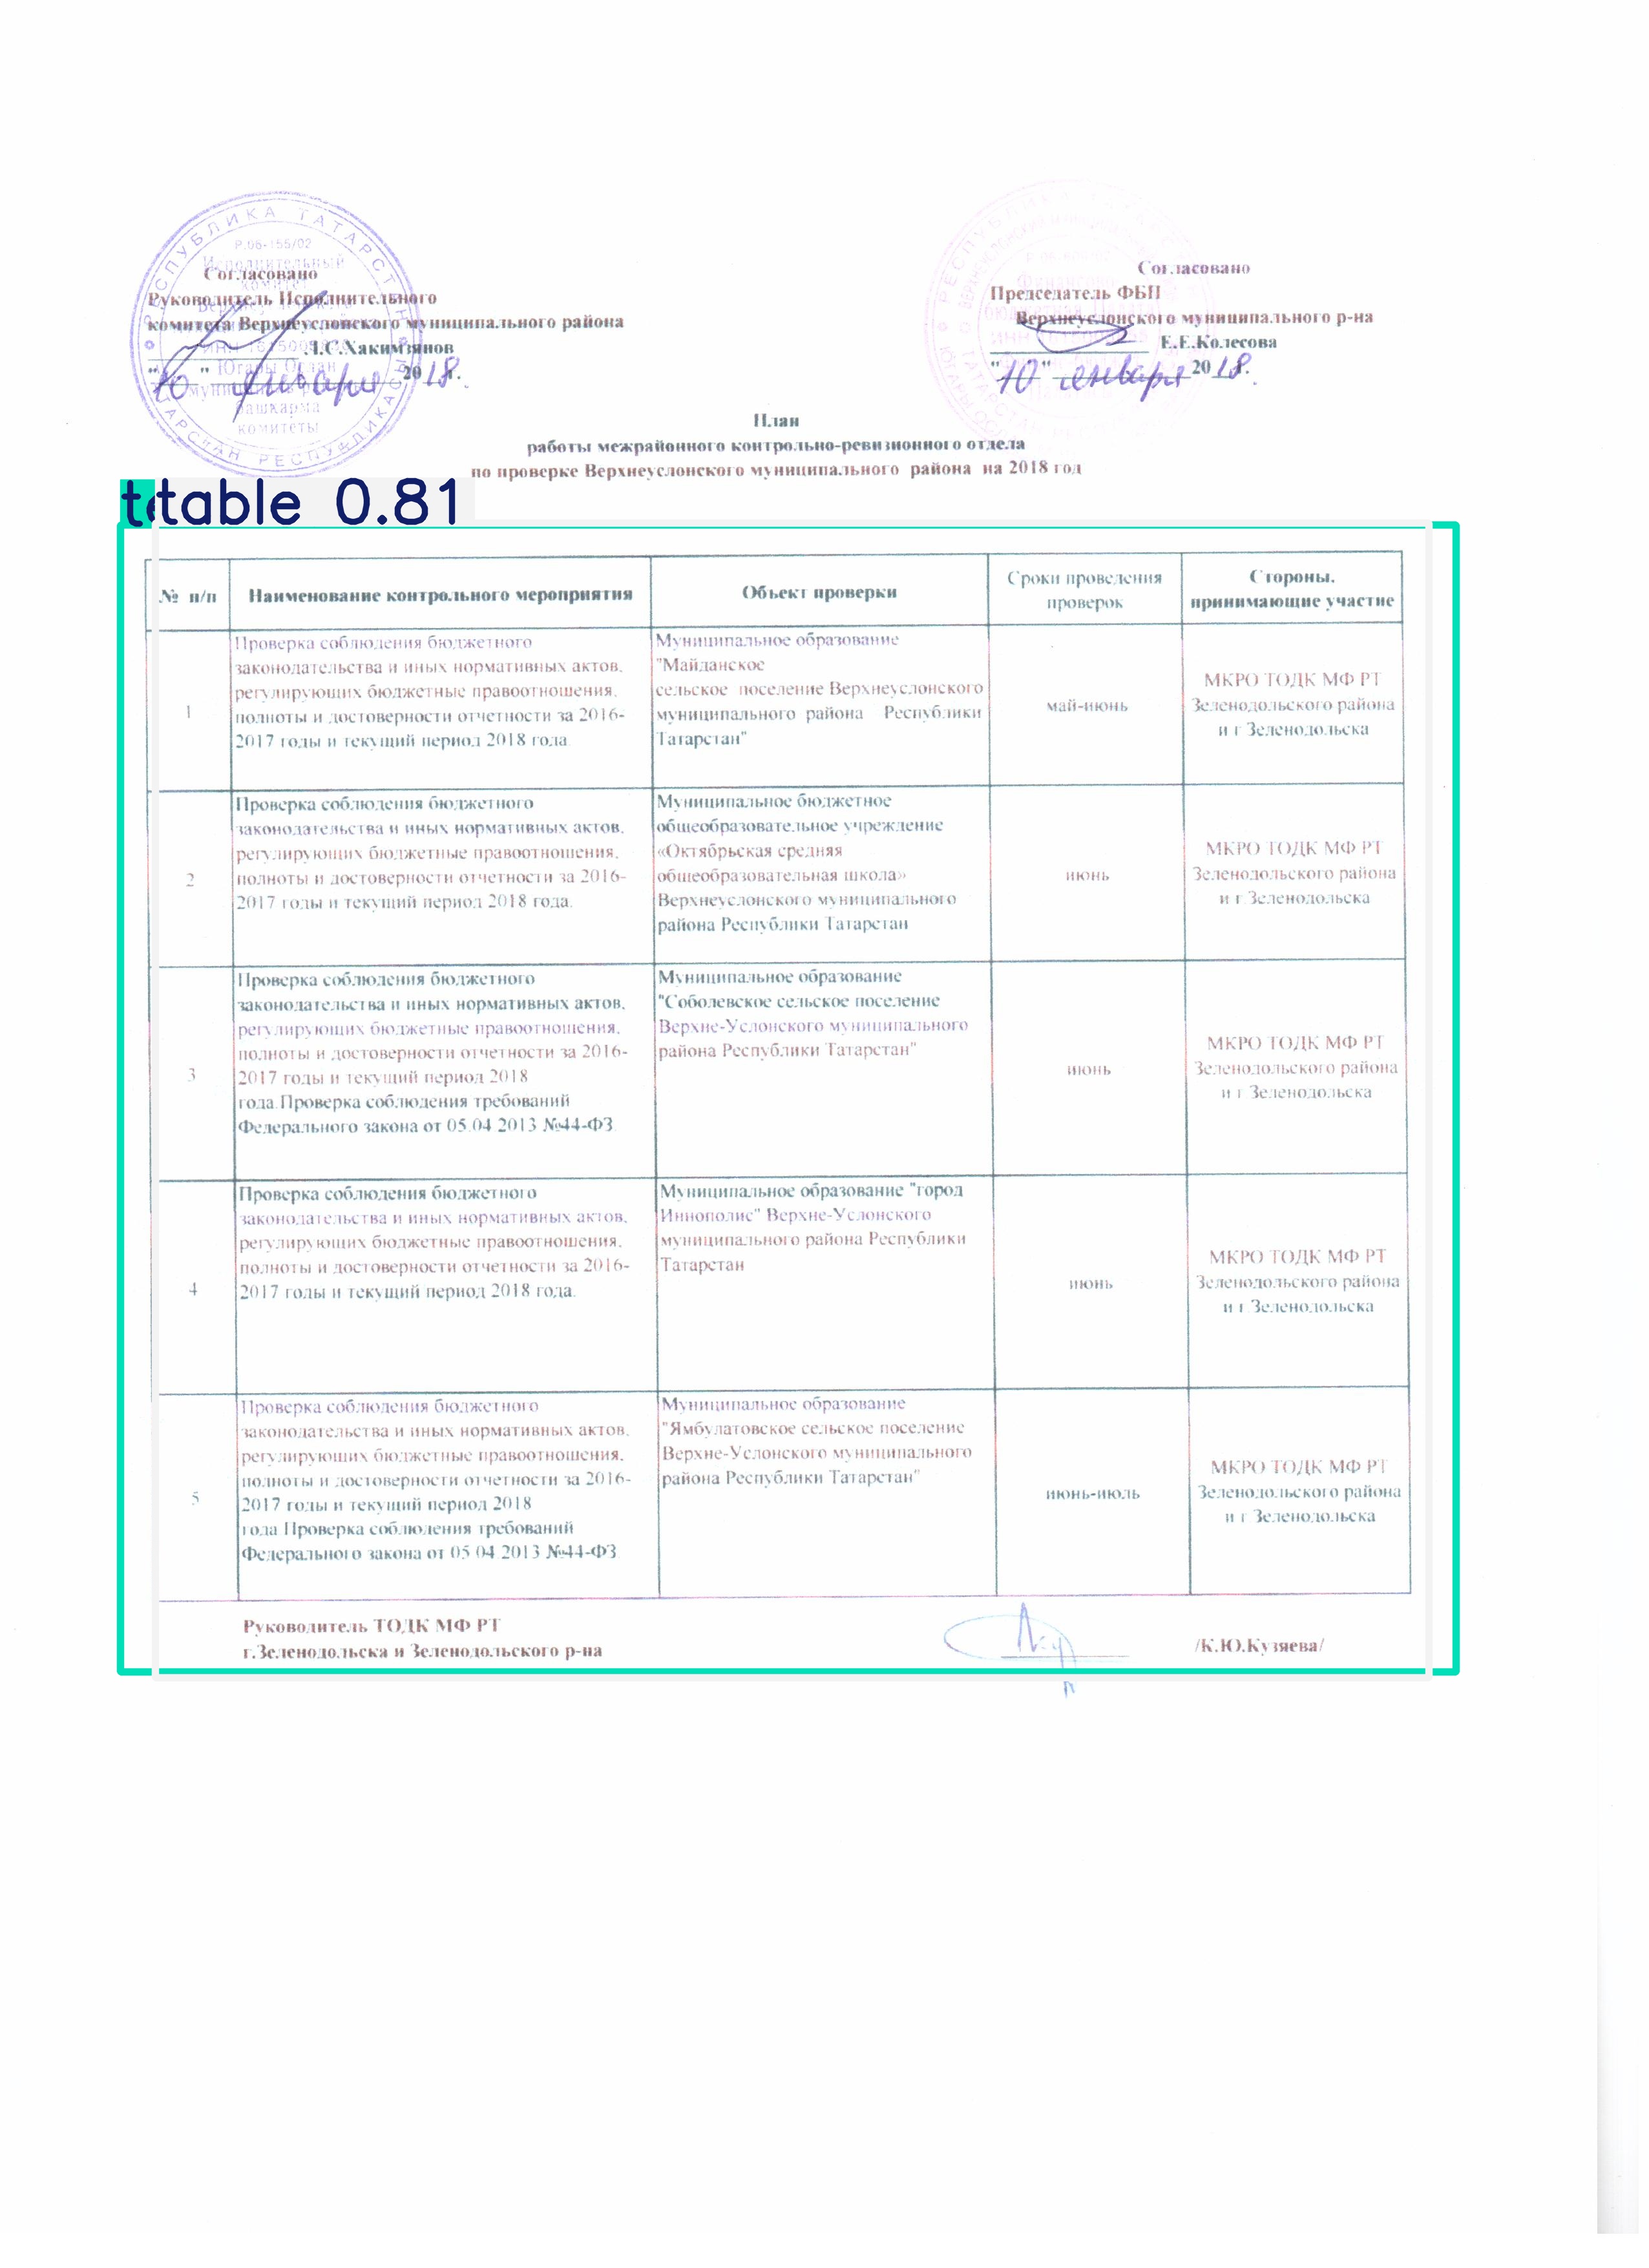 Согласовано
Руководитель Исполнительного
комитета Верхнеуслонского муниципального района
Л.С.Хакимзянов
"10" января 2018 г.
Согласовано
Председатель ФБП
Верхнеуслонского муниципального р-на
Е.Е.Колесова
"10" января 2018 г.
РЕСПУБЛИКА ТАТАРСТАН
Р.06-155/02
Исполнительный
комитет
башкарма
комитеты
План
работы межрайонного контрольно-ревизионного отдела
по проверке Верхнеуслонского муниципального района на 2018 год
table 0.81
№ п/п
Наименование контрольного мероприятия
Объект проверки
Сроки проведения
проверок
Стороны,
принимающие участие
1
Проверка соблюдения бюджетного
законодательства и иных нормативных актов,
регулирующих бюджетные правоотношения,
полноты и достоверности отчетности за 2016-
2017 годы и текущий период 2018 года.
Муниципальное образование
"Майданское
сельское поселение Верхнеуслонского
муниципального района Республики
Татарстан"
май-июнь
МКРО ТОДК МФ РТ
Зеленодольского района
и г.Зеленодольска
2
Проверка соблюдения бюджетного
законодательства и иных нормативных актов,
регулирующих бюджетные правоотношения,
полноты и достоверности отчетности за 2016-
2017 годы и текущий период 2018 года.
Муниципальное бюджетное
общеобразовательное учреждение
«Октябрьская средняя
общеобразовательная школа»
Верхнеуслонского муниципального
района Республики Татарстан
июнь
МКРО ТОДК МФ РТ
Зеленодольского района
и г.Зеленодольска
3
Проверка соблюдения бюджетного
законодательства и иных нормативных актов,
регулирующих бюджетные правоотношения,
полноты и достоверности отчетности за 2016-
2017 годы и текущий период 2018
года.Проверка соблюдения требований
Федерального закона от 05.04.2013 №44-ФЗ
Муниципальное образование
"Соболевское сельское поселение
Верхне-Услонского муниципального
района Республики Татарстан"
июнь
МКРО ТОДК МФ РТ
Зеленодольского района
и г.Зеленодольска
4
Проверка соблюдения бюджетного
законодательства и иных нормативных актов,
регулирующих бюджетные правоотношения,
полноты и достоверности отчетности за 2016-
2017 годы и текущий период 2018 года.
Муниципальное образование "город
Иннополис" Верхне-Услонского
муниципального района Республики
Татарстан
июнь
МКРО ТОДК МФ РТ
Зеленодольского района
и г.Зеленодольска
5
Проверка соблюдения бюджетного
законодательства и иных нормативных актов,
регулирующих бюджетные правоотношения,
полноты и достоверности отчетности за 2016-
2017 годы и текущий период 2018
года.Проверка соблюдения требований
Федерального закона от 05.04.2013 №44-ФЗ
Муниципальное образование
"Ямбулатовское сельское поселение
Верхне-Услонского муниципального
района Республики Татарстан"
июнь-июль
МКРО ТОДК МФ РТ
Зеленодольского района
и г.Зеленодольска
Руководитель ТОДК МФ РТ
г.Зеленодольска и Зеленодольского р-на
/К.Ю.Кузяева/